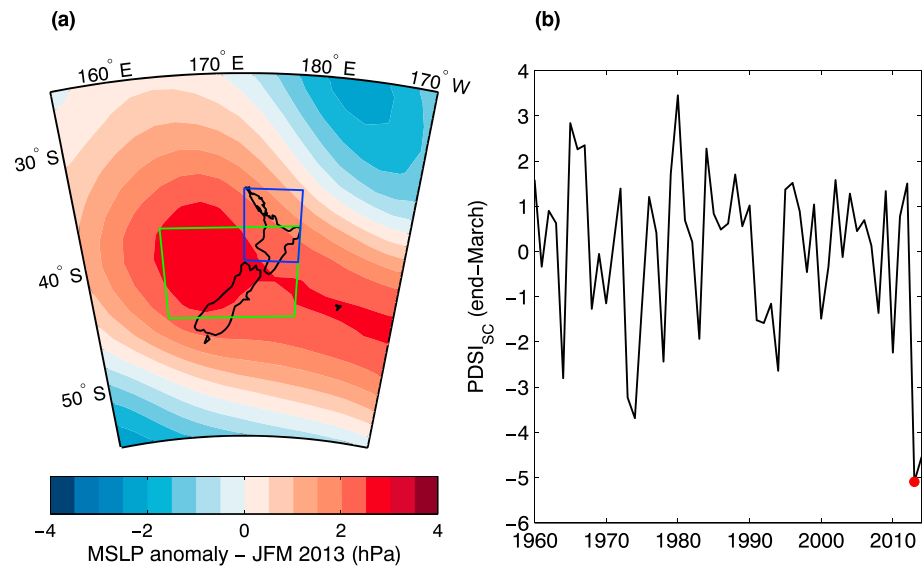 (a)
160° E
170° E
180° E
170° W
30° S
40° S
50° S
−4
−2
0
2
4
MSLP anomaly − JFM 2013 (hPa)
(b)
4
3
2
1
0
−1
−2
−3
−4
−5
−6
PDSI_SC (end−March)
1960
1970
1980
1990
2000
2010